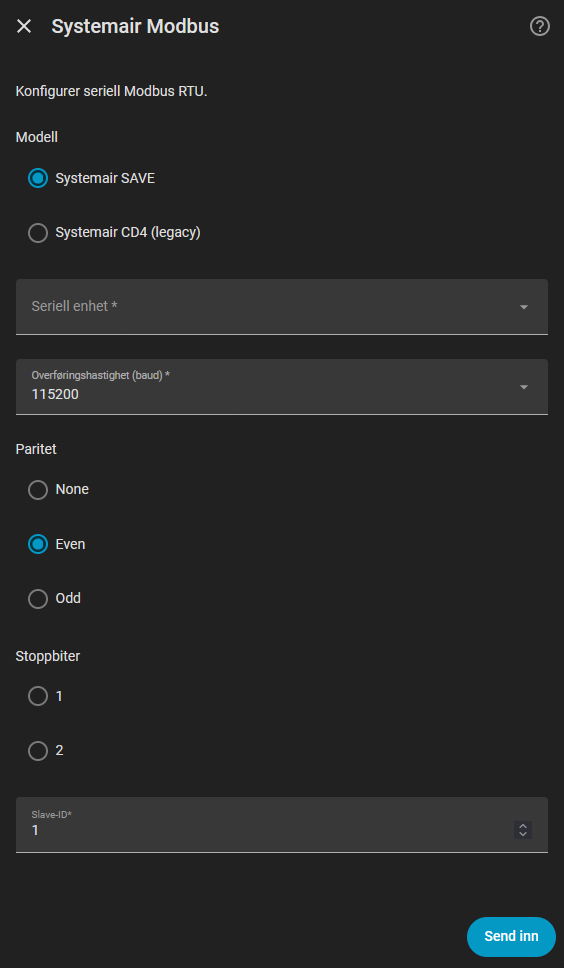 Systemair Modbus
Konfigurer seriell Modbus RTU.
Modell
Systemair SAVE
Systemair CD4 (legacy)
Seriell enhet *
Overføringshastighet (baud) *
115200
Paritet
None
Even
Odd
Stoppbiter
1
2
Slave-ID*
1
Send inn